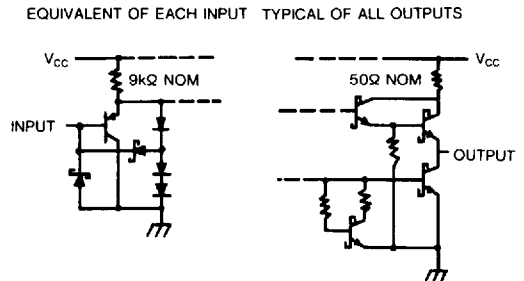 EQUIVALENT OF EACH INPUT TYPICAL OF ALL OUTPUTS
VCC 9kΩ NOM 50Ω NOM VCC
INPUT OUTPUT